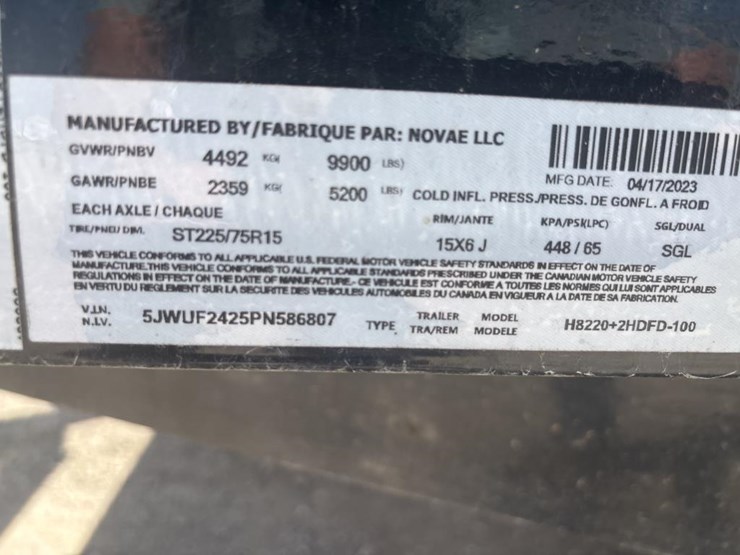 MANUFACTURED BY/FABRIQUE PAR: NOVAE LLC
GVWR/PNBV 4492 KG( 9900 LBS) MFG DATE: 04/17/2023
GAWR/PNBE 2359 KG( 5200 LBS) COLD INFL. PRESS./PRESS. DE GONFL. A FROID
EACH AXLE / CHAQUE RIM/JANTE KPA/PSI(LPC) SGL/DUAL
TIRE/PNEU DIM. ST225/75R15 15X6 J 448 / 65 SGL
THIS VEHICLE CONFORMS TO ALL APPLICABLE U.S. FEDERAL MOTOR VEHICLE SAFETY STANDARDS IN EFFECT ON THE DATE OF
MANUFACTURE. THIS VEHICLE CONFORMS TO ALL APPLICABLE STANDARDS PRESCRIBED UNDER THE CANADIAN MOTOR VEHICLE SAFETY
REGULATIONS IN EFFECT ON THE DATE OF MANUFACTURE.- CE VEHICULE EST CONFORME A TOUTES LES NORMES QUI LUI SONT APPLICABLES
EN VERTU DU REGLEMENT SUR LA SECURITE DES VEHICULES AUTOMOBILES DU CANADA EN VIGUEUR A LA DATE DE SA FABRICATION.
V.I.N. 5JWUF2425PN586807 TYPE TRAILER MODEL H8220+2HDFD-100
N.I.V. TRA/REM MODELE